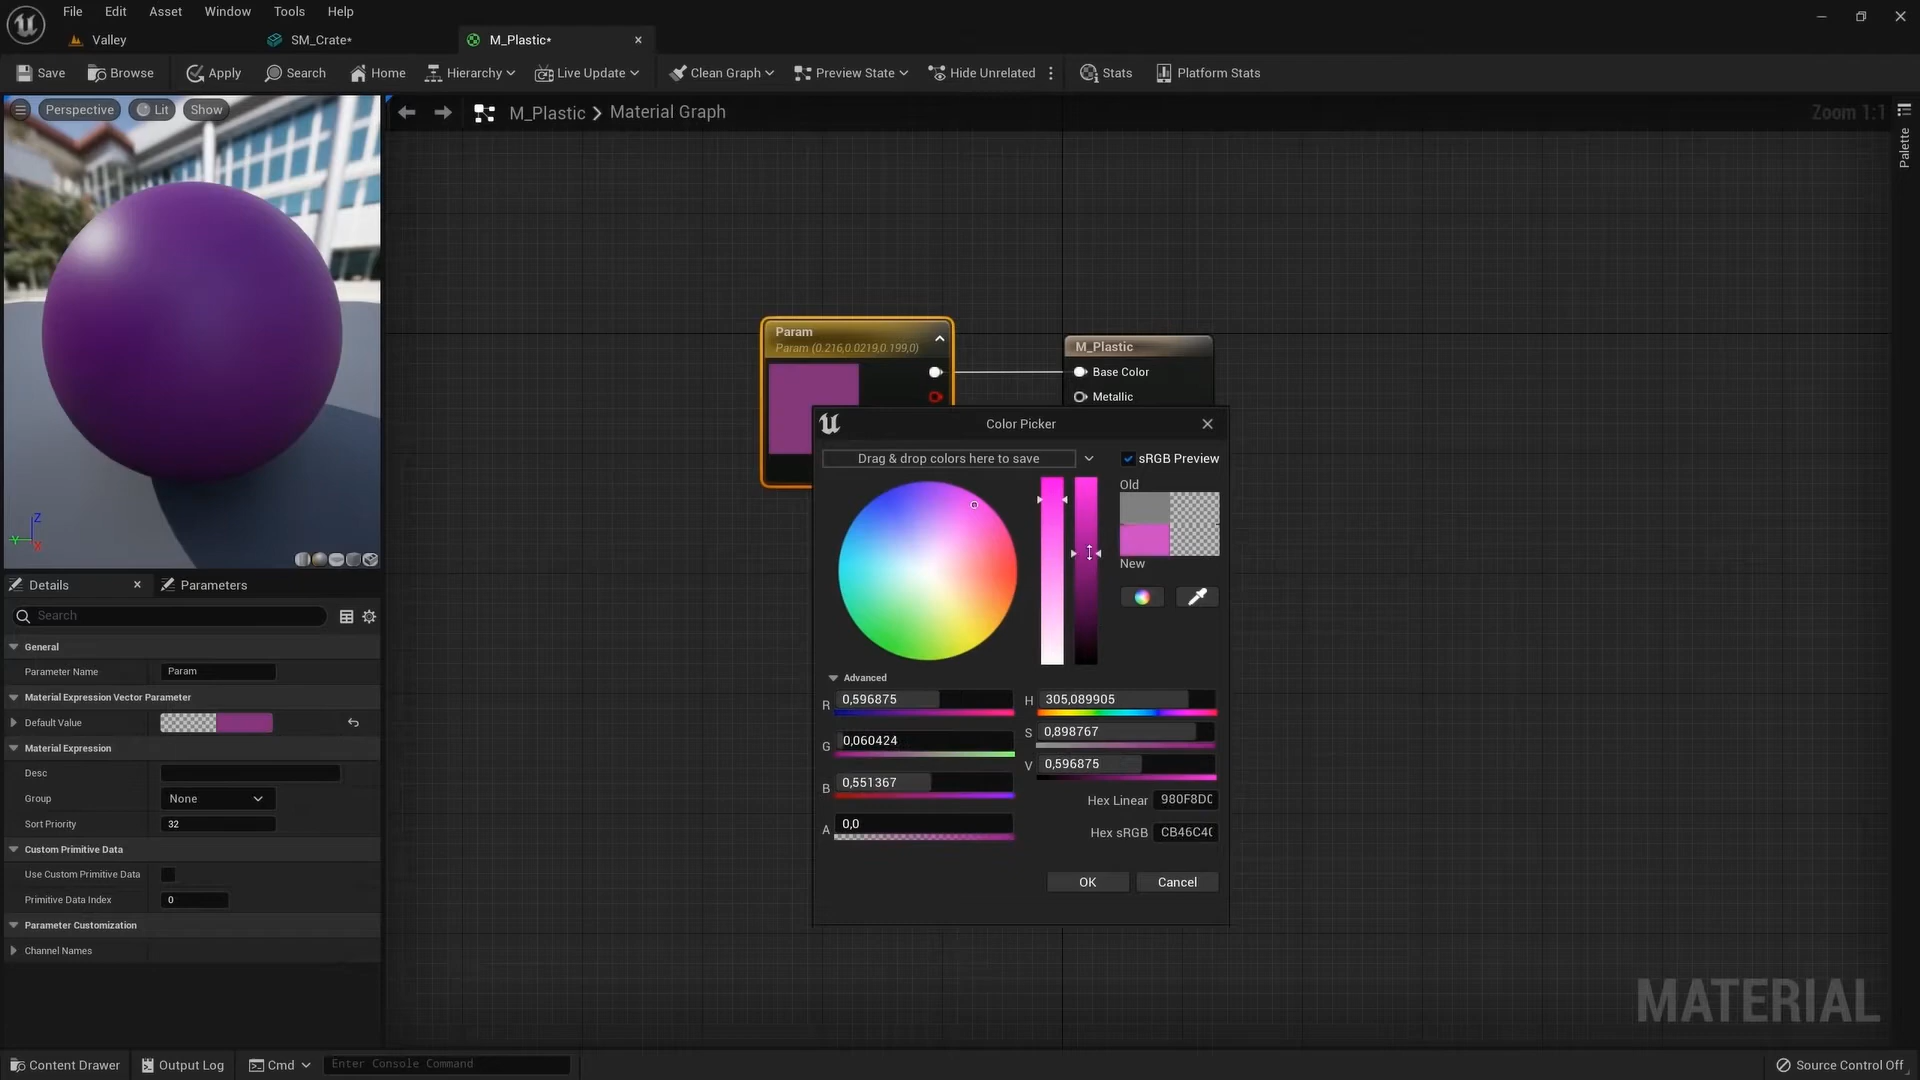 File Edit Asset Window Tools Help
Valley SM_Crate* M_Plastic*
Save Browse Apply Search Home Hierarchy Live Update Clean Graph Preview State Hide Unrelated Stats Platform Stats
Perspective Lit Show
M_Plastic > Material Graph
Zoom 1:1
Palette
Param
Param (0.216,0.0219,0.199,0)
M_Plastic
Base Color
Metallic
Z
Y
X
Color Picker
Drag & drop colors here to save
sRGB Preview
Old
New
Advanced
R 0,596875
G 0,060424
B 0,551367
A 0,0
H 305,089905
S 0,898767
V 0,596875
Hex Linear 980F8D0
Hex sRGB CB46C4
OK Cancel
Details Parameters
Search
General
Parameter Name Param
Material Expression Vector Parameter
Default Value
Material Expression
Desc
Group None
Sort Priority 32
Custom Primitive Data
Use Custom Primitive Data
Primitive Data Index 0
Parameter Customization
Channel Names
MATERIAL
Content Drawer Output Log Cmd Enter Console Command Source Control Off